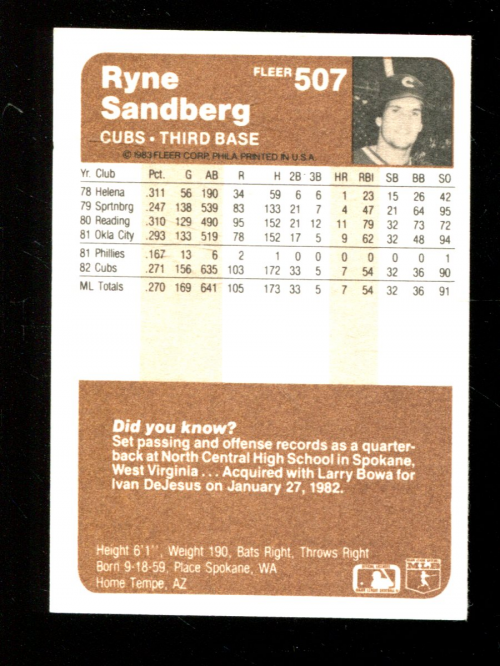 Ryne
Sandberg
FLEER 507
CUBS • THIRD BASE
© 1983 FLEER CORP. PHILA. PRINTED IN U.S.A.
Yr. Club Pct. G AB R H 2B 3B HR RBI SB BB SO
78 Helena .311 56 190 34 59 6 6 1 23 15 26 42
79 Sprtnbrg .247 138 539 83 133 21 7 4 47 21 64 95
80 Reading .310 129 490 95 152 21 12 11 79 32 73 72
81 Okla City .293 133 519 78 152 17 5 9 62 32 48 94
81 Phillies .167 13 6 2 1 0 0 0 0 0 0 1
82 Cubs .271 156 635 103 172 33 5 7 54 32 36 90
ML Totals .270 169 641 105 173 33 5 7 54 32 36 91
Did you know?
Set passing and offense records as a quarter-
back at North Central High School in Spokane,
West Virginia . . . Acquired with Larry Bowa for
Ivan DeJesus on January 27, 1982.
Height 6'1'', Weight 190, Bats Right, Throws Right
Born 9-18-59, Place Spokane, WA
Home Tempe, AZ